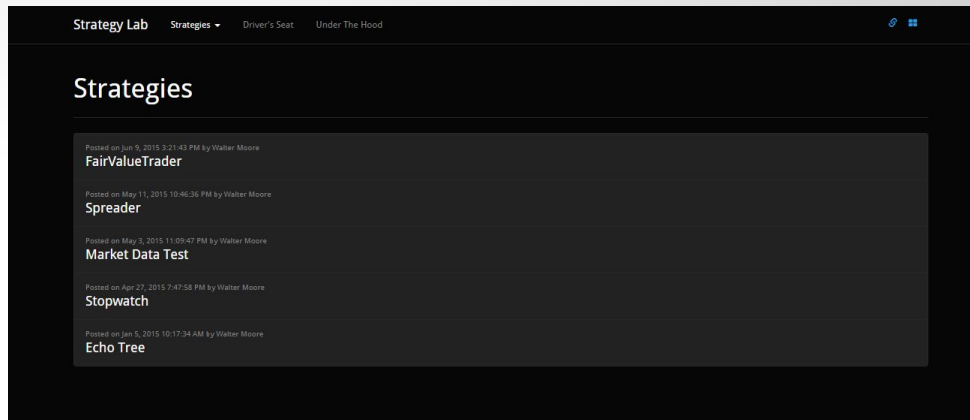 Strategy Lab Strategies Driver's Seat Under The Hood
Strategies
Posted on Jun 9, 2015 3:21:43 PM by Walter Moore
FairValueTrader
Posted on May 11, 2015 10:46:36 PM by Walter Moore
Spreader
Posted on May 3, 2015 11:09:47 PM by Walter Moore
Market Data Test
Posted on Apr 27, 2015 7:47:58 PM by Walter Moore
Stopwatch
Posted on Jan 5, 2015 10:17:34 AM by Walter Moore
Echo Tree